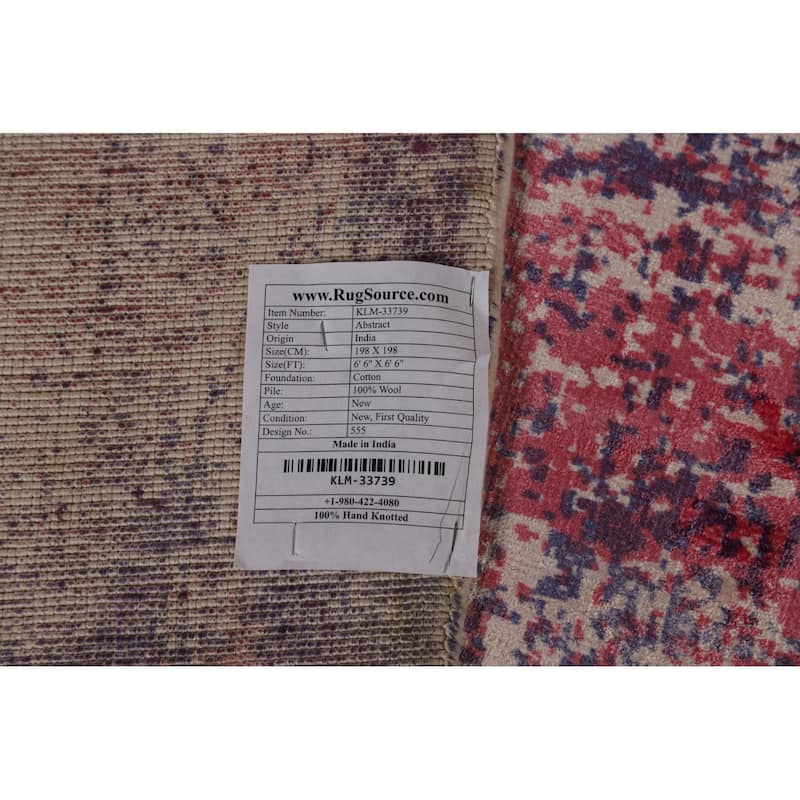 www.RugSource.com
Item Number: KLM-33739
Style Abstract
Origin India
Size(CM): 198 X 198
Size(FT): 6' 6" X 6' 6"
Foundation: Cotton
Pile: 100% Wool
Age: New
Condition: New, First Quality
Design No.: 555
Made in India
KLM-33739
+1-980-422-4080
100% Hand Knotted